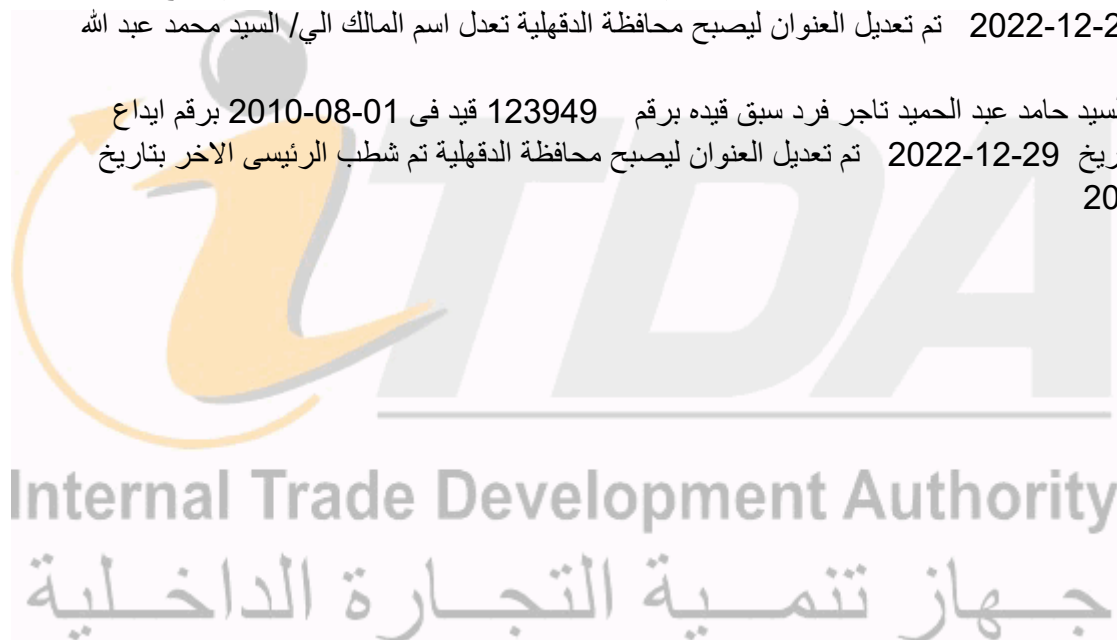 2022-12-2 تم تعديل العنوان ليصبح محافظة الدقهلية تعدل اسم المالك الي/ السيد محمد عبد الله
سيد حامد عبد الحميد تاجر فرد سبق قيده برقم 123949 قيد فى 01-08-2010 برقم ايداع
ريخ 29-12-2022 تم تعديل العنوان ليصبح محافظة الدقهلية تم شطب الرئيسى الاخر بتاريخ
20
iTDA
Internal Trade Development Authority
جهاز تنمية التجارة الداخلية